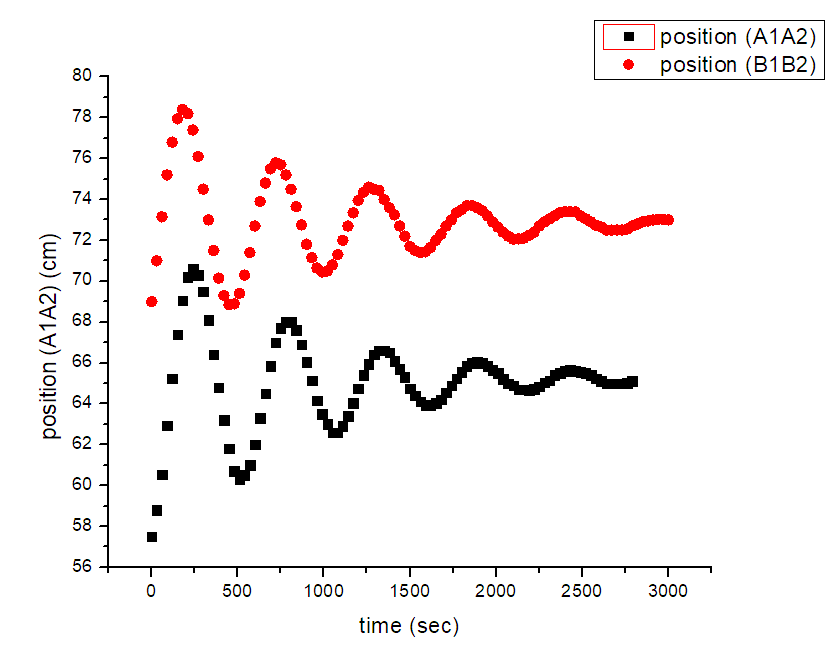 position (A1A2)
position (B1B2)
80
78
76
74
72
70
68
66
64
62
60
58
56
position (A1A2) (cm)
0 500 1000 1500 2000 2500 3000
time (sec)